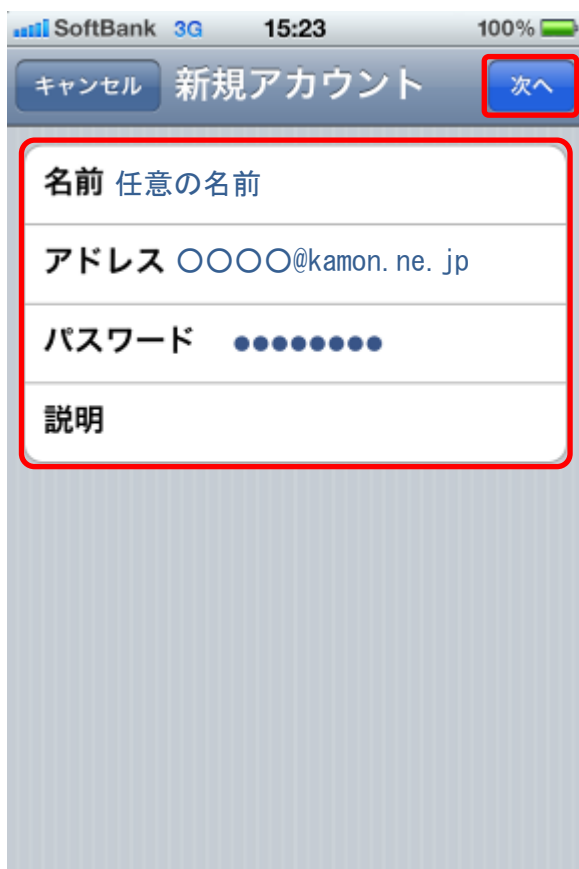 SoftBank 3G 15:23 100%
キャンセル 新規アカウント 次へ
名前 任意の名前
アドレス 〇〇〇〇@kamon.ne.jp
パスワード ●●●●●●●●
説明